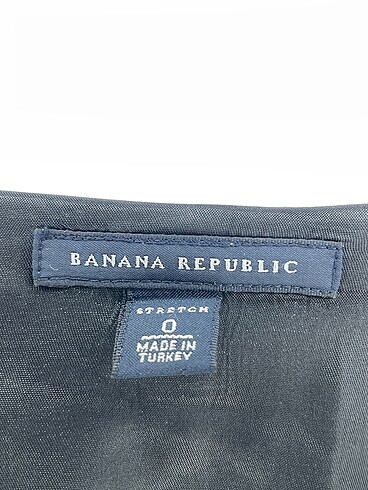 BANANA REPUBLIC
STRETCH
0
MADE IN
TURKEY